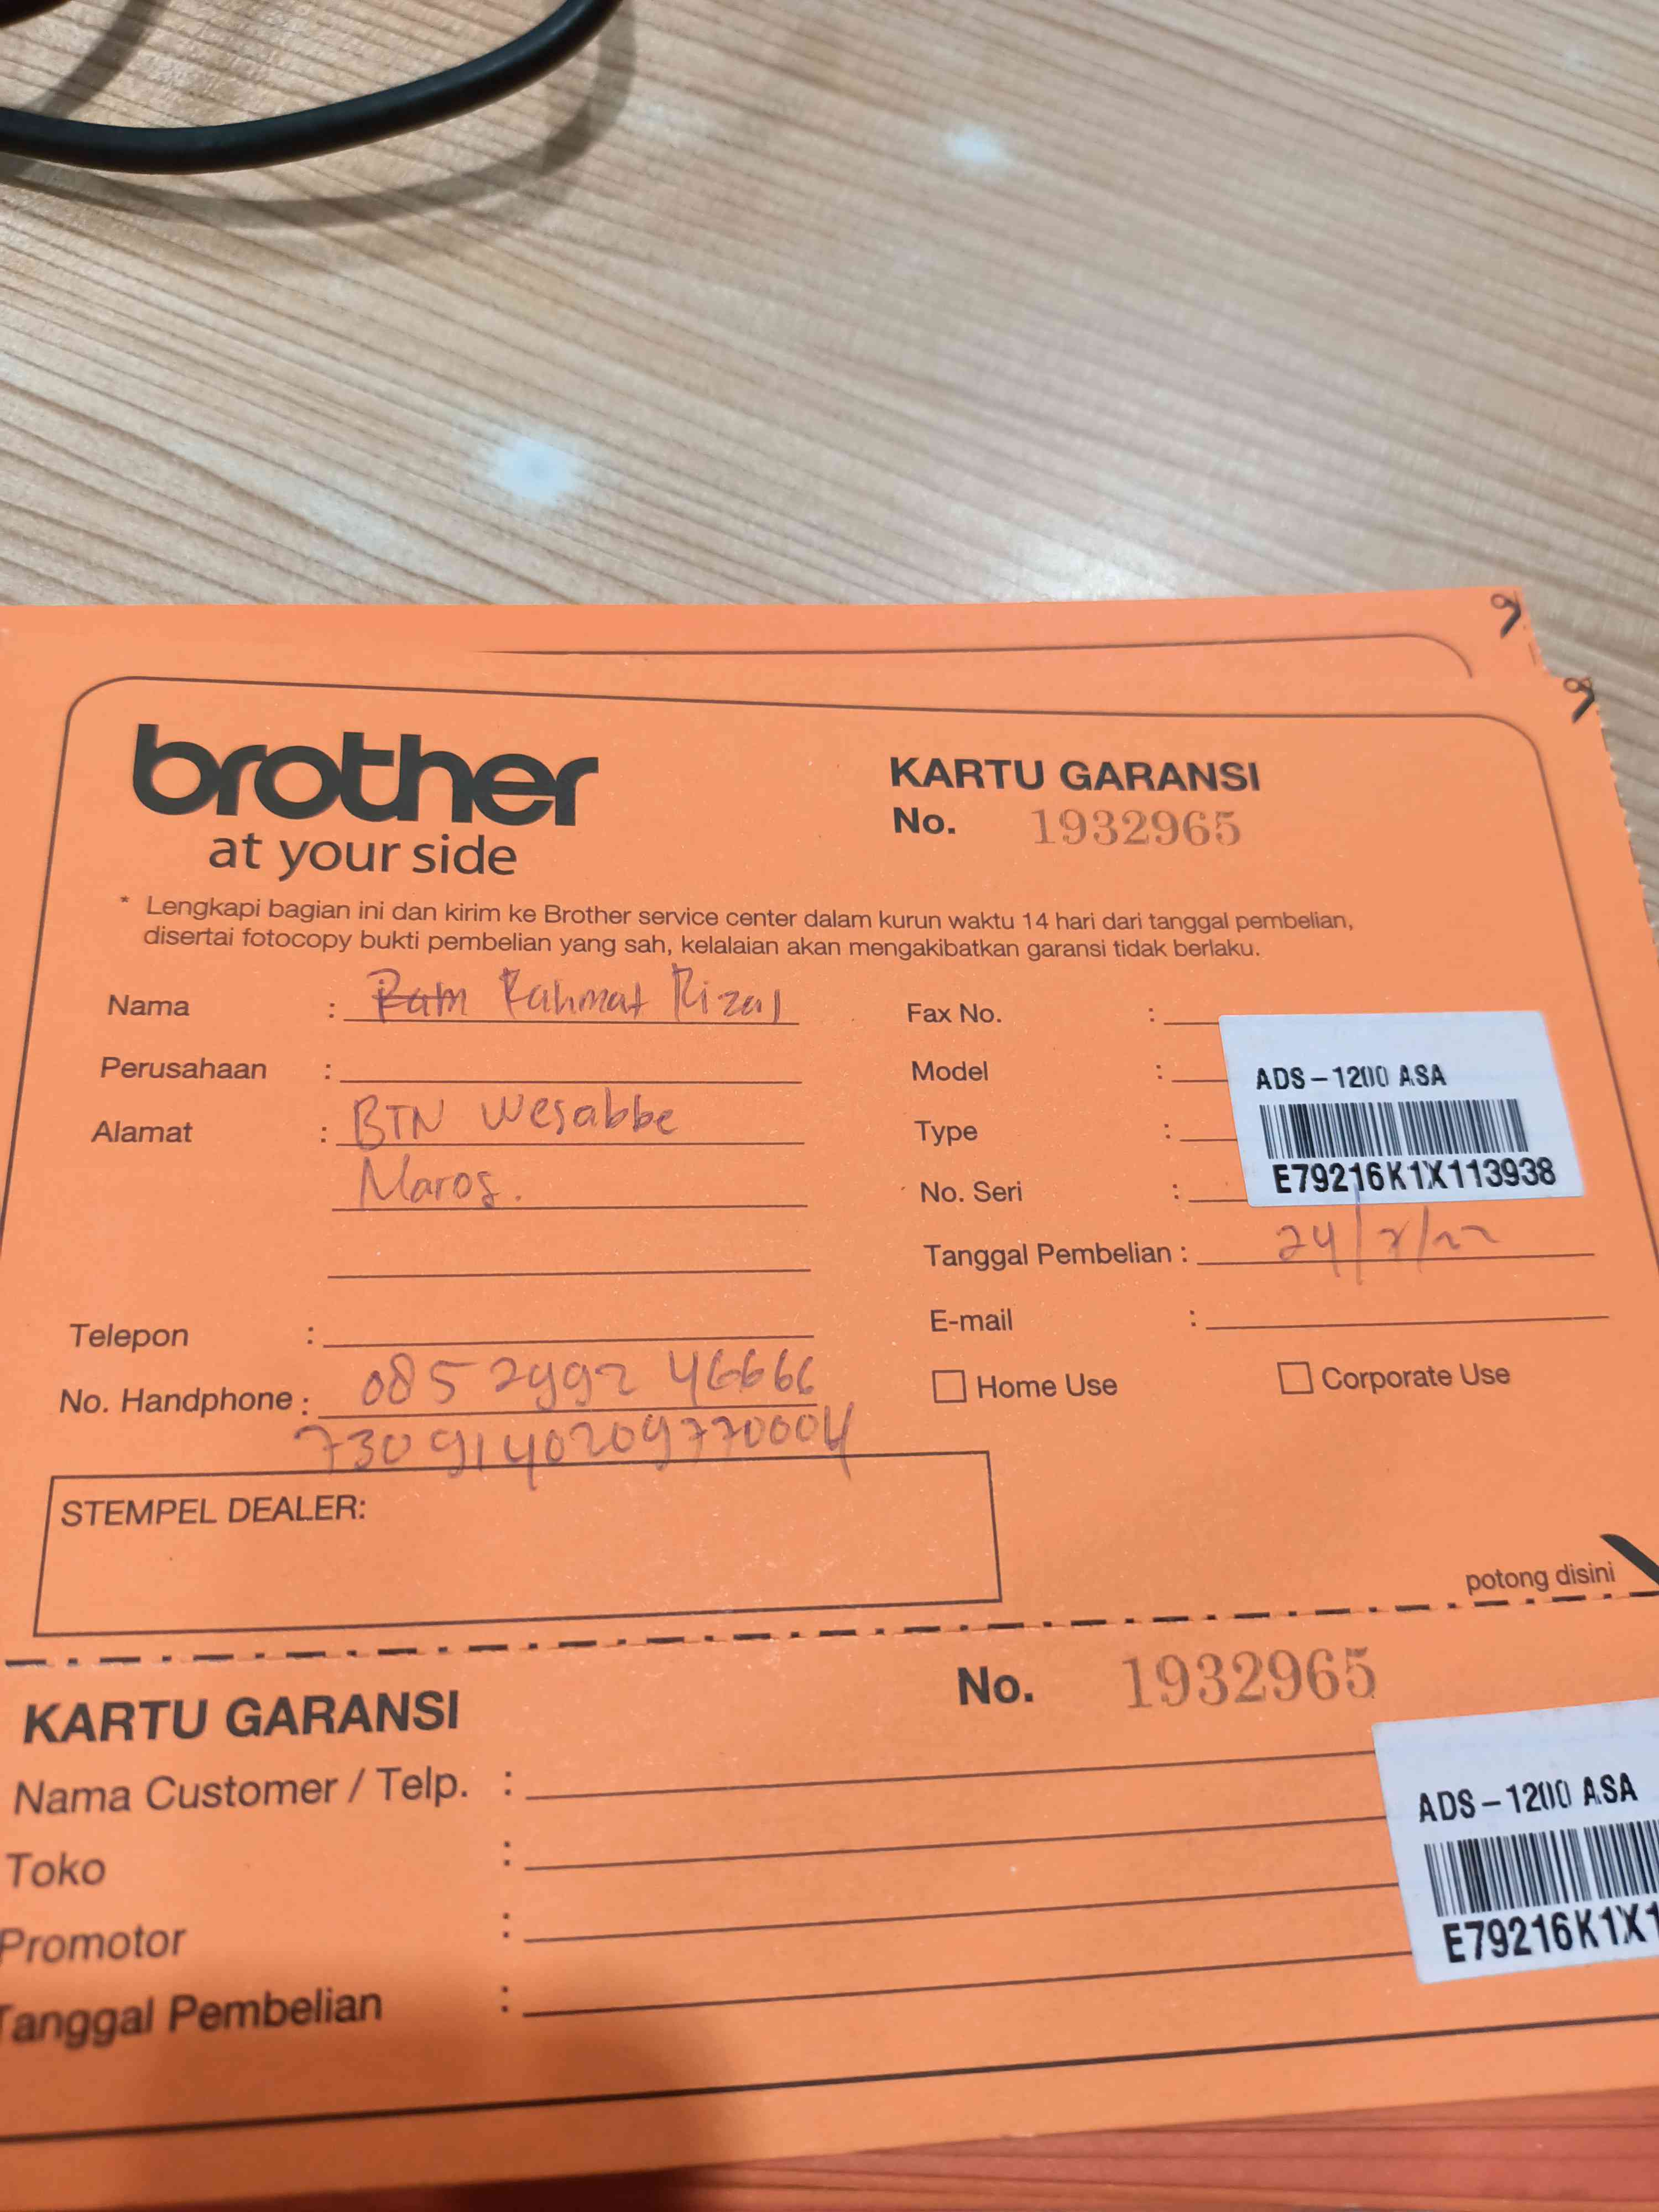 brother
at your side
KARTU GARANSI
No. 1932965
* Lengkapi bagian ini dan kirim ke Brother service center dalam kurun waktu 14 hari dari tanggal pembelian,
disertai fotocopy bukti pembelian yang sah, kelalaian akan mengakibatkan garansi tidak berlaku.
Nama : Rahmat Rizal
Perusahaan :
Alamat : BTN Wesabbe
Maros.
Telepon :
No. Handphone : 085 2992 46666
7309140209770004
Fax No. :
Model :
ADS-1200 ASA
Type :
No. Seri :
E79216K1X113938
Tanggal Pembelian : 24/ /22
E-mail :
Home Use Corporate Use
STEMPEL DEALER:
potong disini
KARTU GARANSI No. 1932965
Nama Customer / Telp. :
Toko :
Promotor :
Tanggal Pembelian :
ADS-1200 ASA
E79216K1X1